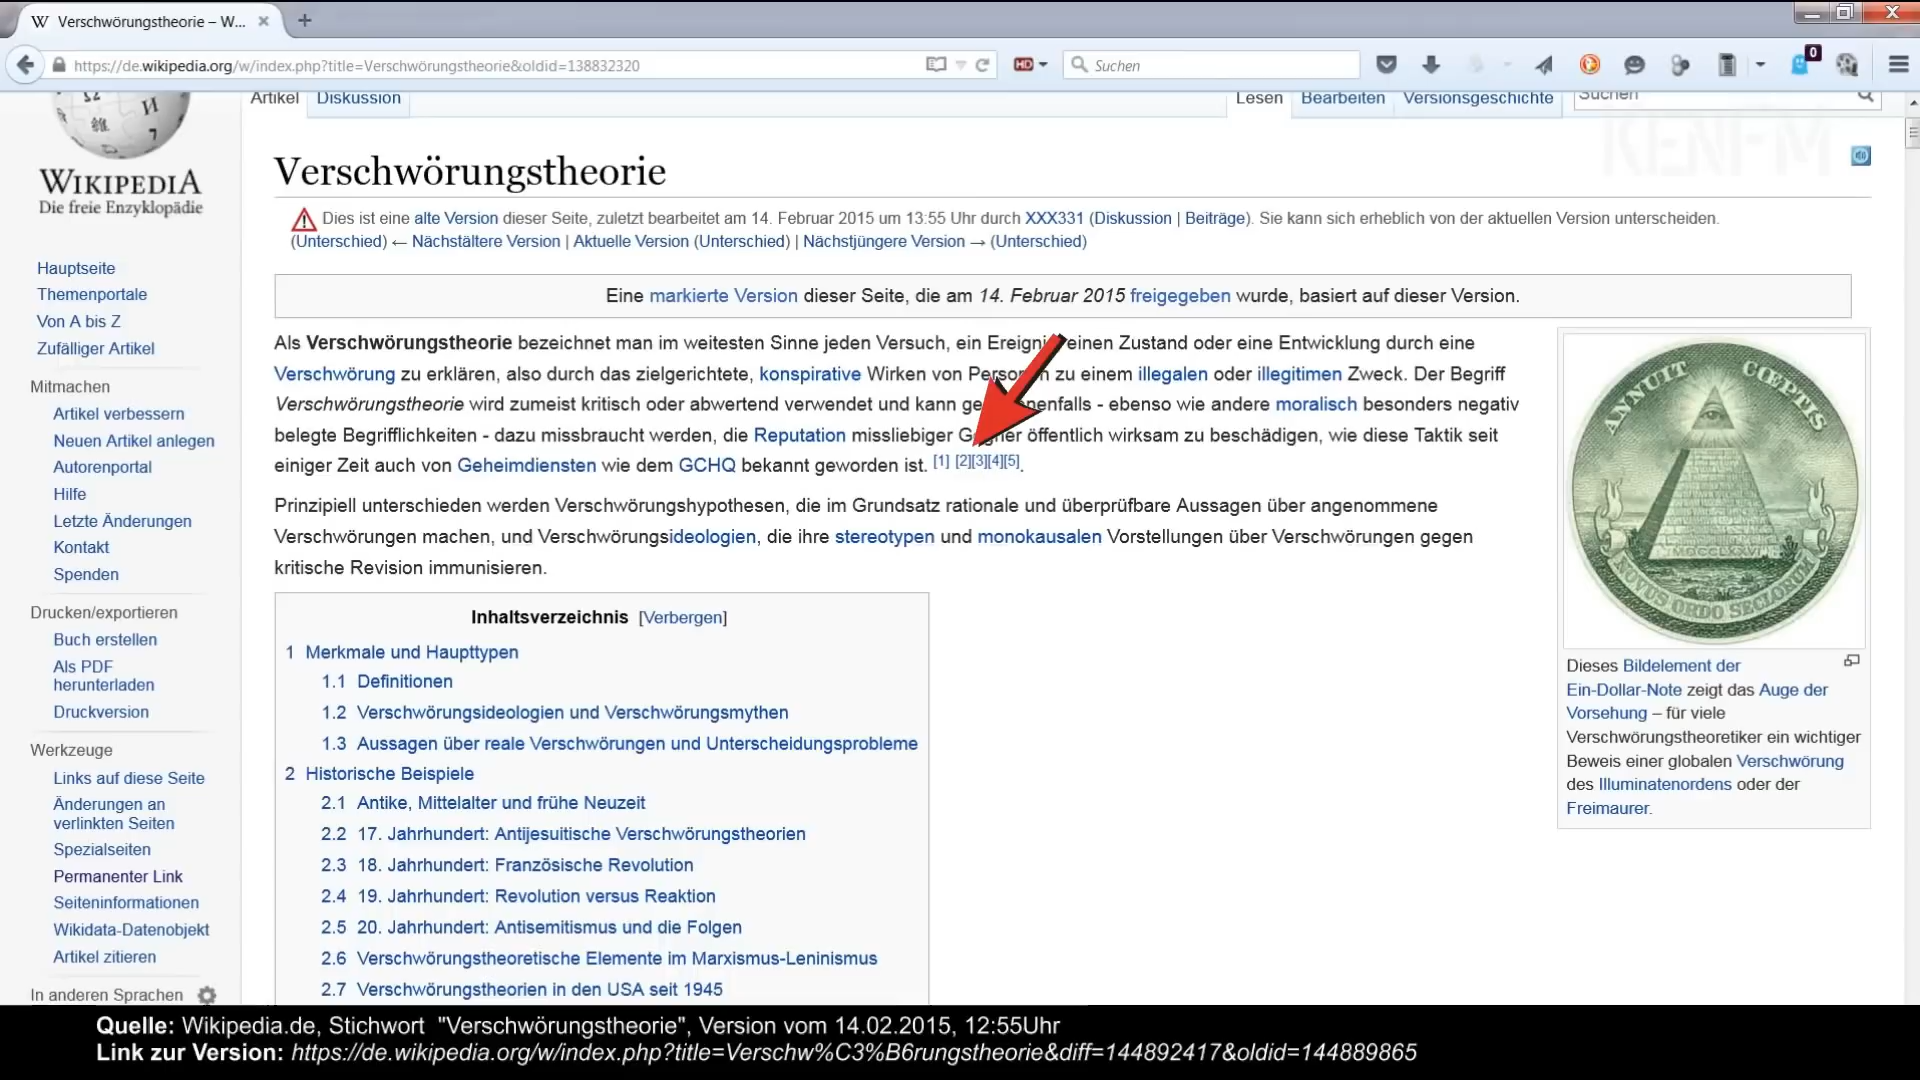 Verschwörungstheorie – W...
https://de.wikipedia.org/w/index.php?title=Verschwörungstheorie&oldid=138832320
HD
Suchen
0
Artikel Diskussion
Lesen Bearbeiten Versionsgeschichte
Suchen
KENFM
WIKIPEDIA
Die freie Enzyklopädie
Hauptseite
Themenportale
Von A bis Z
Zufälliger Artikel
Mitmachen
Artikel verbessern
Neuen Artikel anlegen
Autorenportal
Hilfe
Letzte Änderungen
Kontakt
Spenden
Drucken/exportieren
Buch erstellen
Als PDF
herunterladen
Druckversion
Werkzeuge
Links auf diese Seite
Änderungen an
verlinkten Seiten
Spezialseiten
Permanenter Link
Seiteninformationen
Wikidata-Datenobjekt
Artikel zitieren
In anderen Sprachen
Verschwörungstheorie
Dies ist eine alte Version dieser Seite, zuletzt bearbeitet am 14. Februar 2015 um 13:55 Uhr durch XXX331 (Diskussion | Beiträge). Sie kann sich erheblich von der aktuellen Version unterscheiden.
(Unterschied) ← Nächstältere Version | Aktuelle Version (Unterschied) | Nächstjüngere Version → (Unterschied)
Eine markierte Version dieser Seite, die am 14. Februar 2015 freigegeben wurde, basiert auf dieser Version.
Als Verschwörungstheorie bezeichnet man im weitesten Sinne jeden Versuch, ein Ereignis einen Zustand oder eine Entwicklung durch eine
Verschwörung zu erklären, also durch das zielgerichtete, konspirative Wirken von Personen zu einem illegalen oder illegitimen Zweck. Der Begriff
Verschwörungstheorie wird zumeist kritisch oder abwertend verwendet und kann gegebenenfalls - ebenso wie andere moralisch besonders negativ
belegte Begrifflichkeiten - dazu missbraucht werden, die Reputation missliebiger Gegner öffentlich wirksam zu beschädigen, wie diese Taktik seit
einiger Zeit auch von Geheimdiensten wie dem GCHQ bekannt geworden ist. [1] [2][3][4][5].
Prinzipiell unterschieden werden Verschwörungshypothesen, die im Grundsatz rationale und überprüfbare Aussagen über angenommene
Verschwörungen machen, und Verschwörungsideologien, die ihre stereotypen und monokausalen Vorstellungen über Verschwörungen gegen
kritische Revision immunisieren.
Inhaltsverzeichnis [Verbergen]
1 Merkmale und Haupttypen
1.1 Definitionen
1.2 Verschwörungsideologien und Verschwörungsmythen
1.3 Aussagen über reale Verschwörungen und Unterscheidungsprobleme
2 Historische Beispiele
2.1 Antike, Mittelalter und frühe Neuzeit
2.2 17. Jahrhundert: Antijesuitische Verschwörungstheorien
2.3 18. Jahrhundert: Französische Revolution
2.4 19. Jahrhundert: Revolution versus Reaktion
2.5 20. Jahrhundert: Antisemitismus und die Folgen
2.6 Verschwörungstheoretische Elemente im Marxismus-Leninismus
2.7 Verschwörungstheorien in den USA seit 1945
ANNUIT CŒPTIS
MDCCLXXVI
NOVUS ORDO SECLORUM
Dieses Bildelement der
Ein-Dollar-Note zeigt das Auge der
Vorsehung – für viele
Verschwörungstheoretiker ein wichtiger
Beweis einer globalen Verschwörung
des Illuminatenordens oder der
Freimaurer.
Quelle: Wikipedia.de, Stichwort "Verschwörungstheorie", Version vom 14.02.2015, 12:55Uhr
Link zur Version: https://de.wikipedia.org/w/index.php?title=Verschw%C3%B6rungstheorie&diff=144892417&oldid=144889865